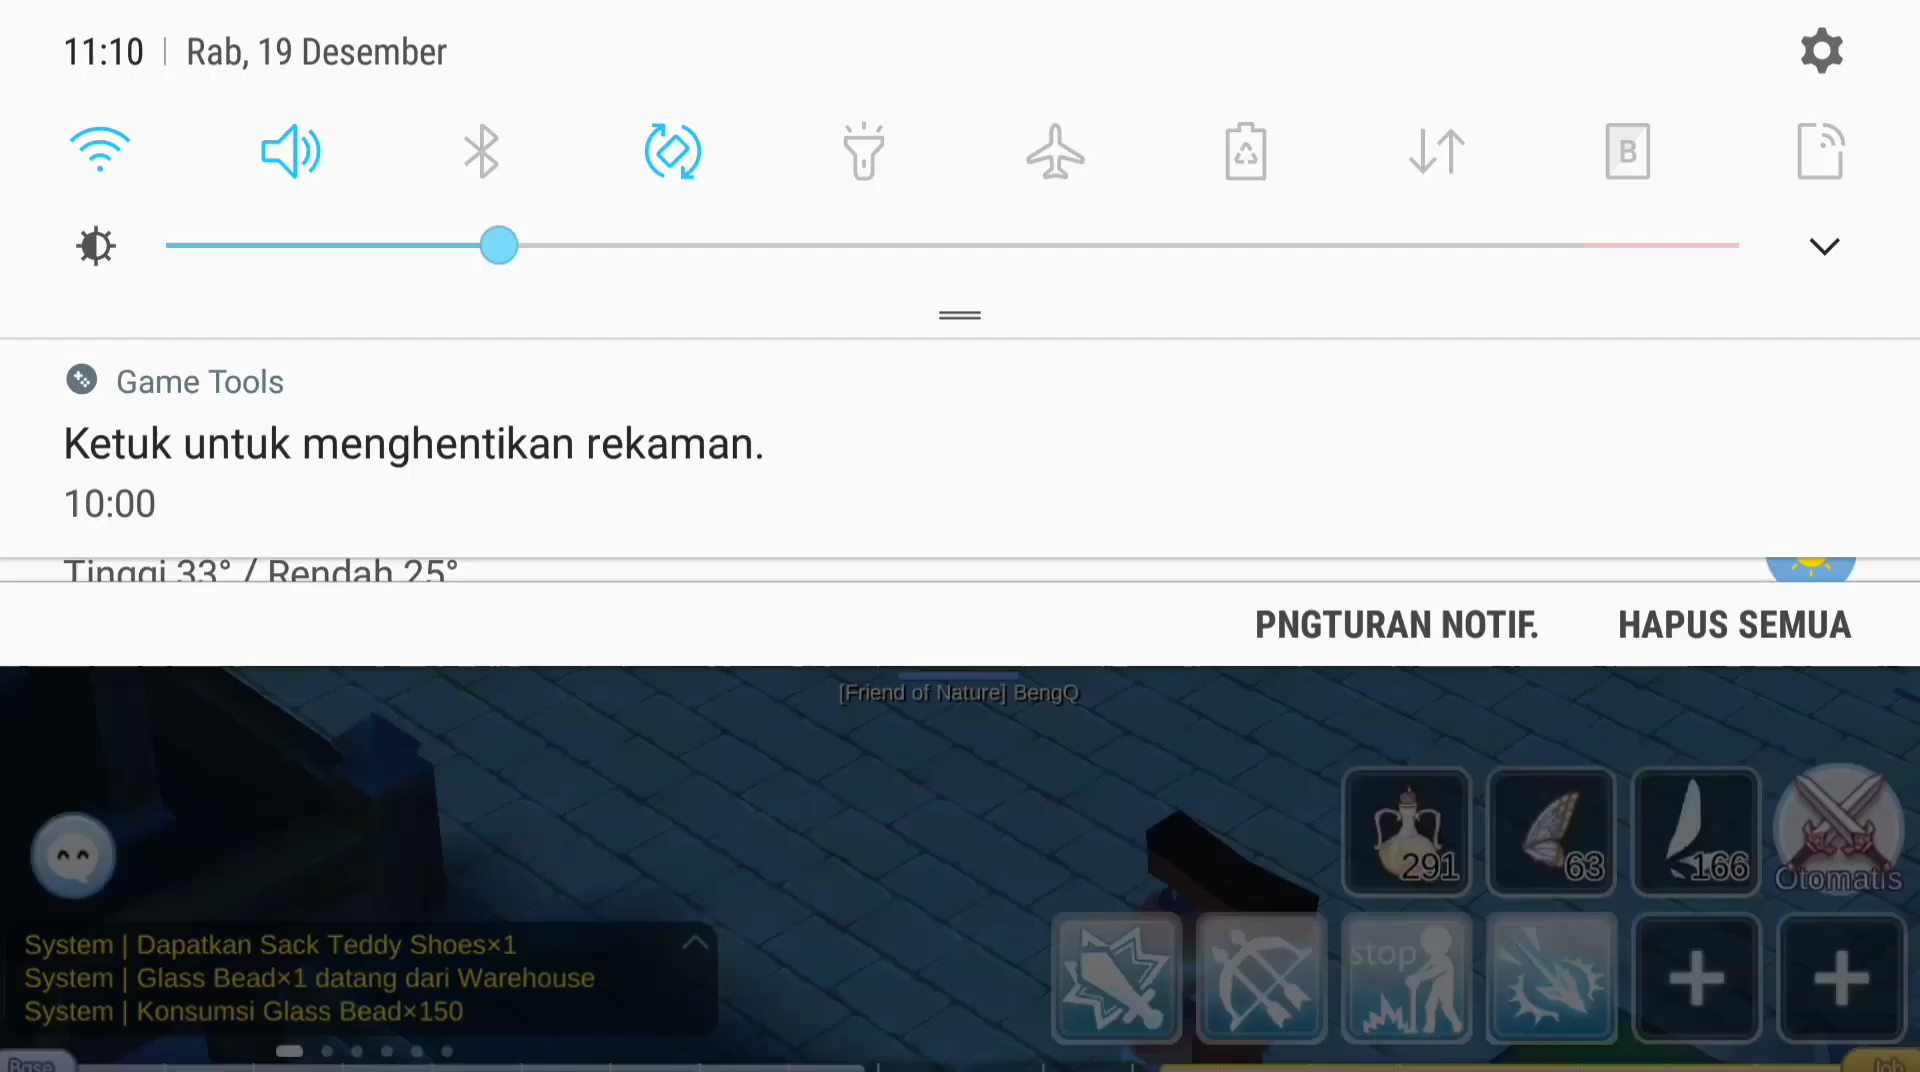 11:10 | Rab, 19 Desember
B
Game Tools
Ketuk untuk menghentikan rekaman.
10:00
Tinggi 33° / Rendah 25°
PNGTURAN NOTIF. HAPUS SEMUA
[Friend of Nature] BengQ
291 63 166 Otomatis
stop
System | Dapatkan Sack Teddy Shoes×1
System | Glass Bead×1 datang dari Warehouse
System | Konsumsi Glass Bead×150
Base Job